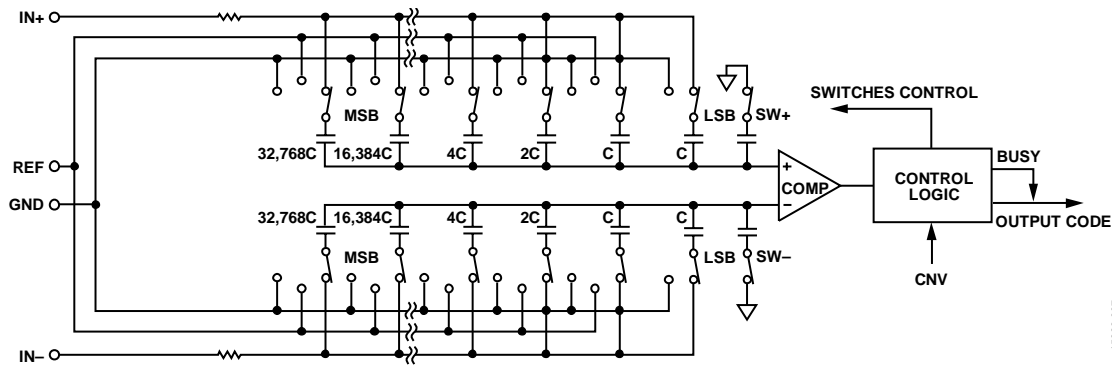 IN+
SWITCHES CONTROL
MSB
LSB
SW+
32,768C
16,384C
4C
2C
C
C
BUSY
REF
+
COMP
−
CONTROL
LOGIC
GND
OUTPUT CODE
32,768C
16,384C
4C
2C
C
C
MSB
LSB
SW−
CNV
IN−